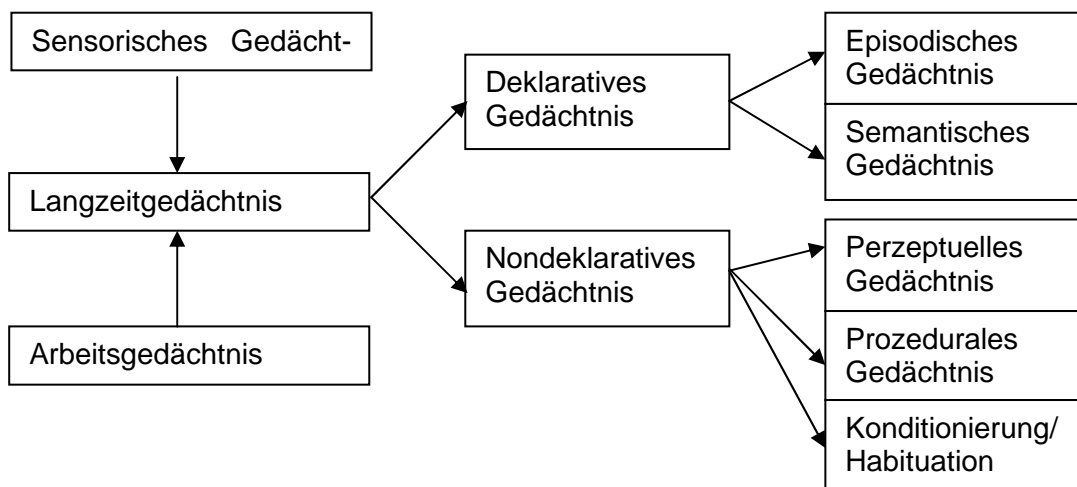 Sensorisches Gedächt-
Langzeitgedächtnis
Arbeitsgedächtnis
Deklaratives
Gedächtnis
Nondeklaratives
Gedächtnis
Episodisches
Gedächtnis
Semantisches
Gedächtnis
Perzeptuelles
Gedächtnis
Prozedurales
Gedächtnis
Konditionierung/
Habituation